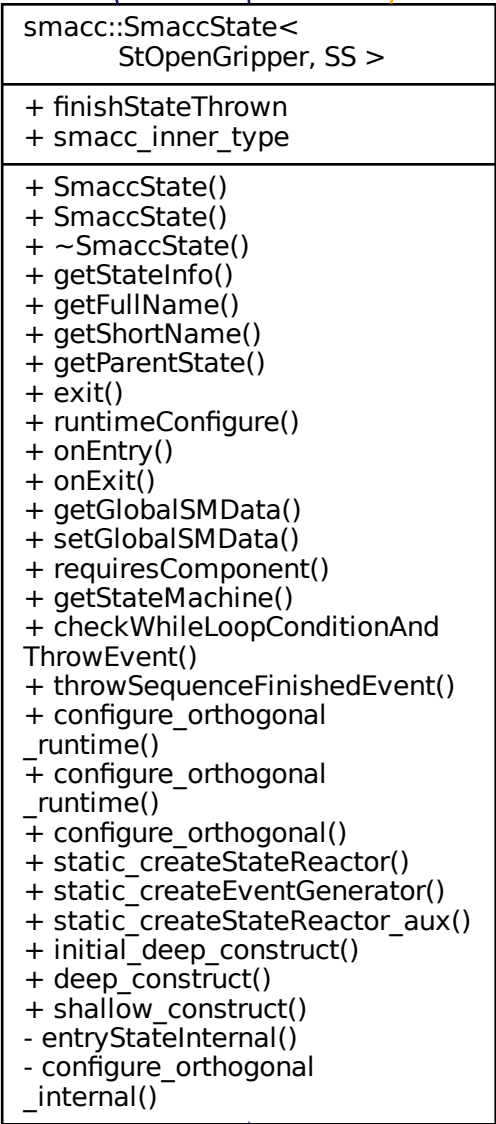 smacc::SmaccState<
StOpenGripper, SS >
+ finishStateThrown
+ smacc_inner_type
+ SmaccState()
+ SmaccState()
+ ~SmaccState()
+ getStateInfo()
+ getFullName()
+ getShortName()
+ getParentState()
+ exit()
+ runtimeConfigure()
+ onEntry()
+ onExit()
+ getGlobalSMData()
+ setGlobalSMData()
+ requiresComponent()
+ getStateMachine()
+ checkWhileLoopConditionAnd
ThrowEvent()
+ throwSequenceFinishedEvent()
+ configure_orthogonal
_runtime()
+ configure_orthogonal
_runtime()
+ configure_orthogonal()
+ static_createStateReactor()
+ static_createEventGenerator()
+ static_createStateReactor_aux()
+ initial_deep_construct()
+ deep_construct()
+ shallow_construct()
- entryStateInternal()
- configure_orthogonal
_internal()